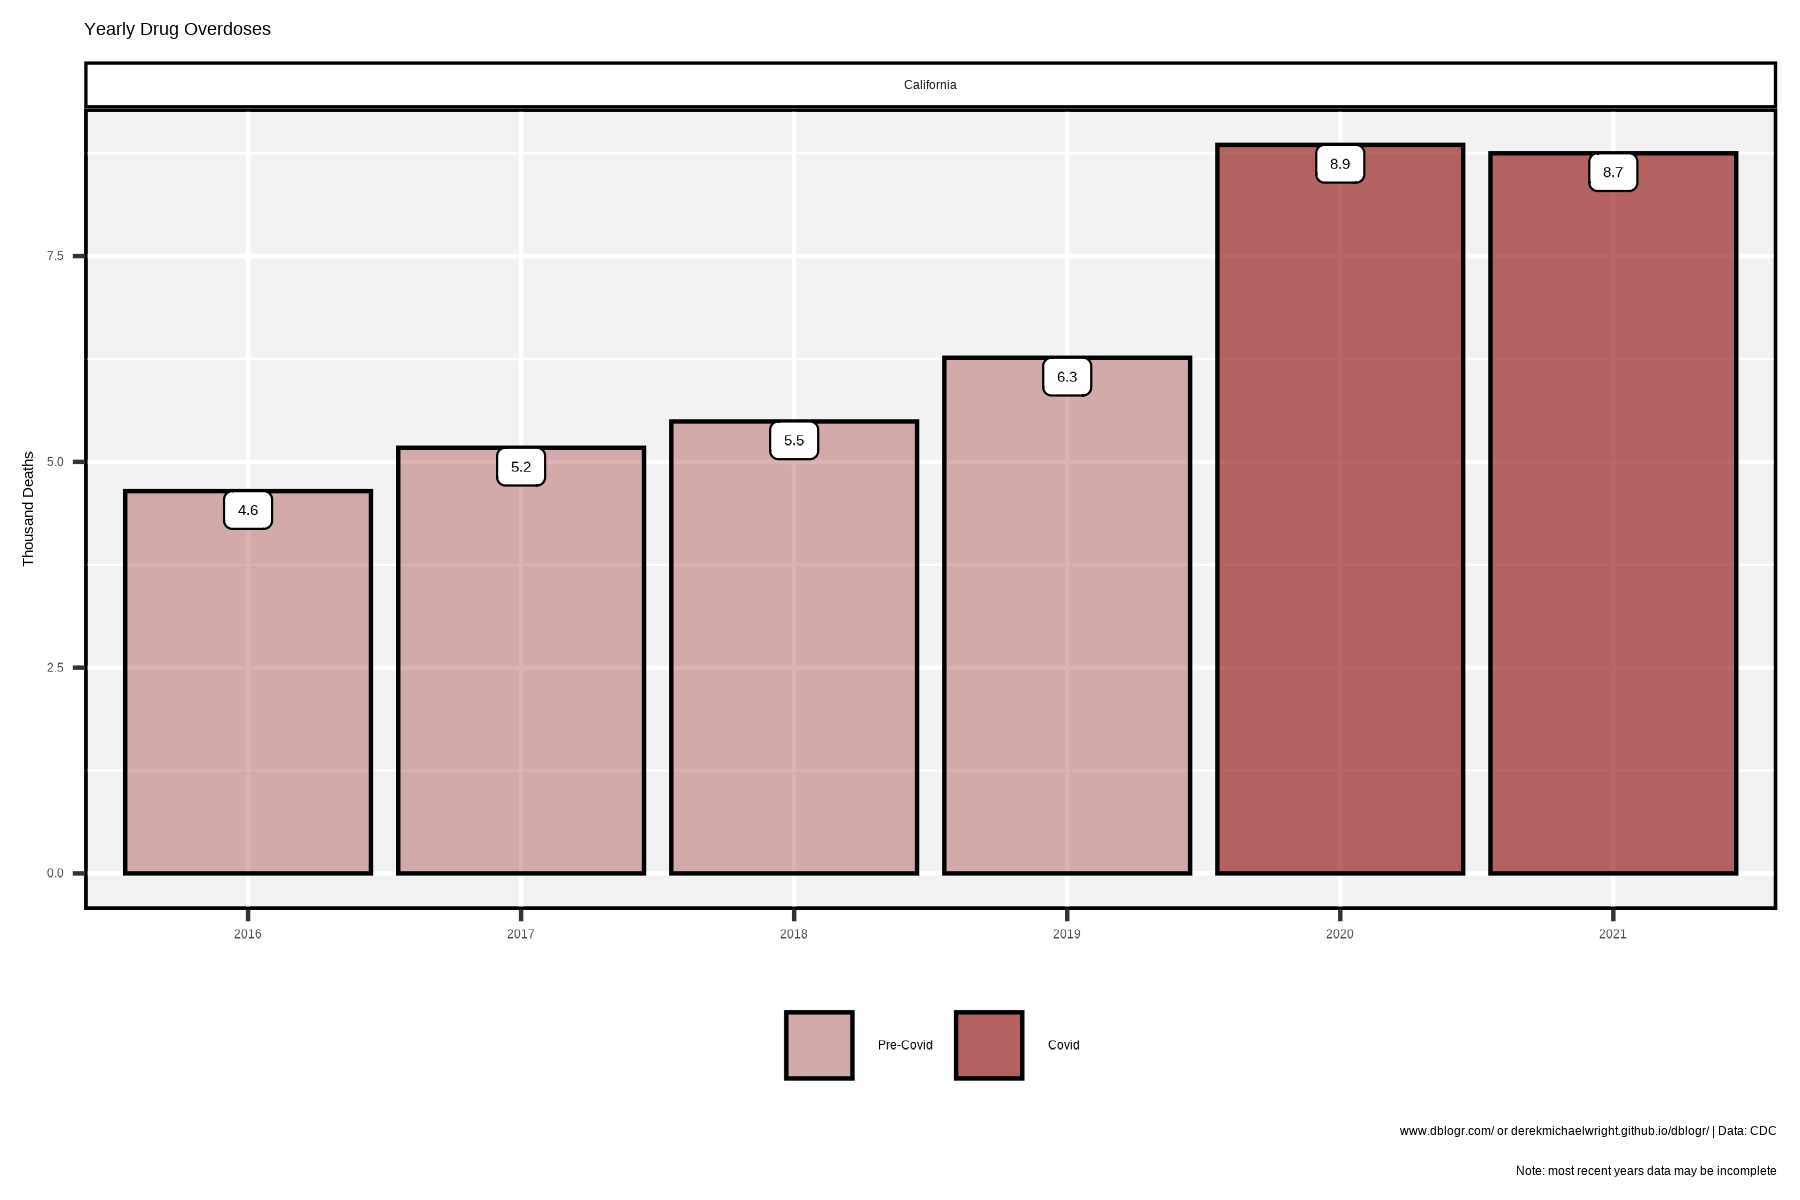 Yearly Drug Overdoses
California
Thousand Deaths
7.5
5.0
2.5
0.0
4.6
5.2
5.5
6.3
8.9
8.7
2016
2017
2018
2019
2020
2021
Pre-Covid
Covid
www.dblogr.com/ or derekmichaelwright.github.io/dblogr/ | Data: CDC
Note: most recent years data may be incomplete